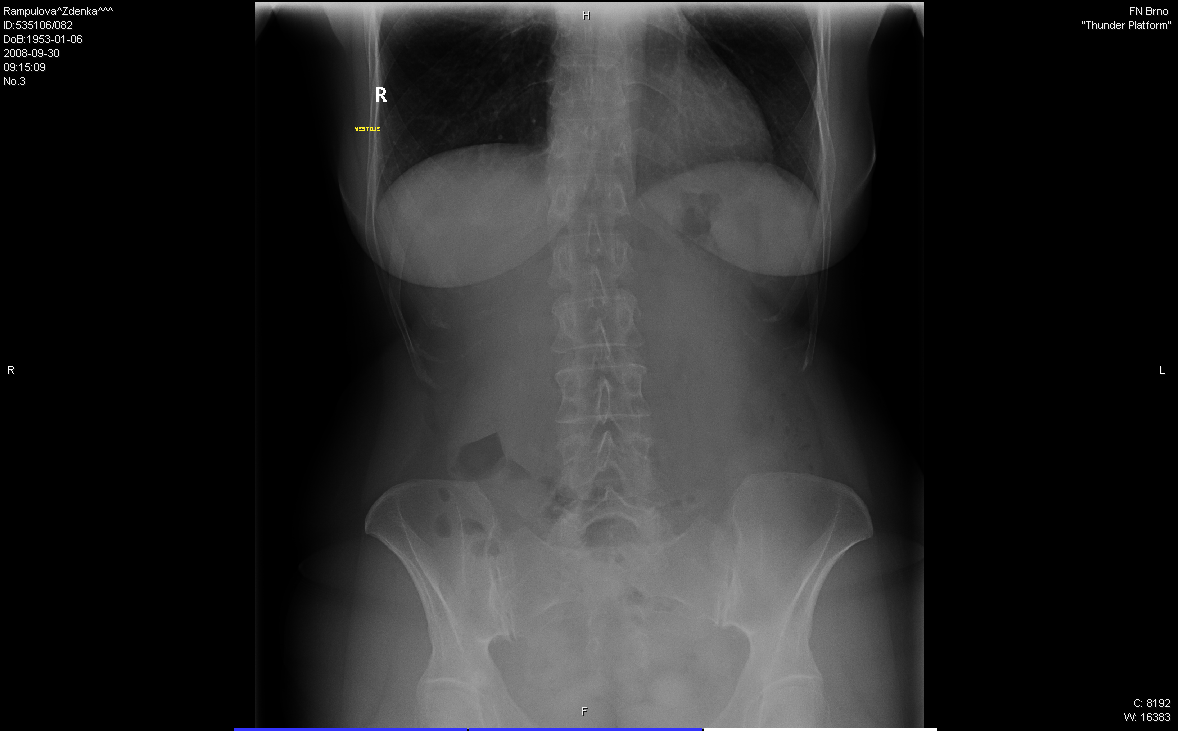 Rampulova^Zdenka^^^
ID:535106/082
DoB:1953-01-06
2008-09-30
09:15:09
No.3
FN Brno
"Thunder Platform"
H
R
VESTOJE
R
L
F
C: 8192
W: 16383